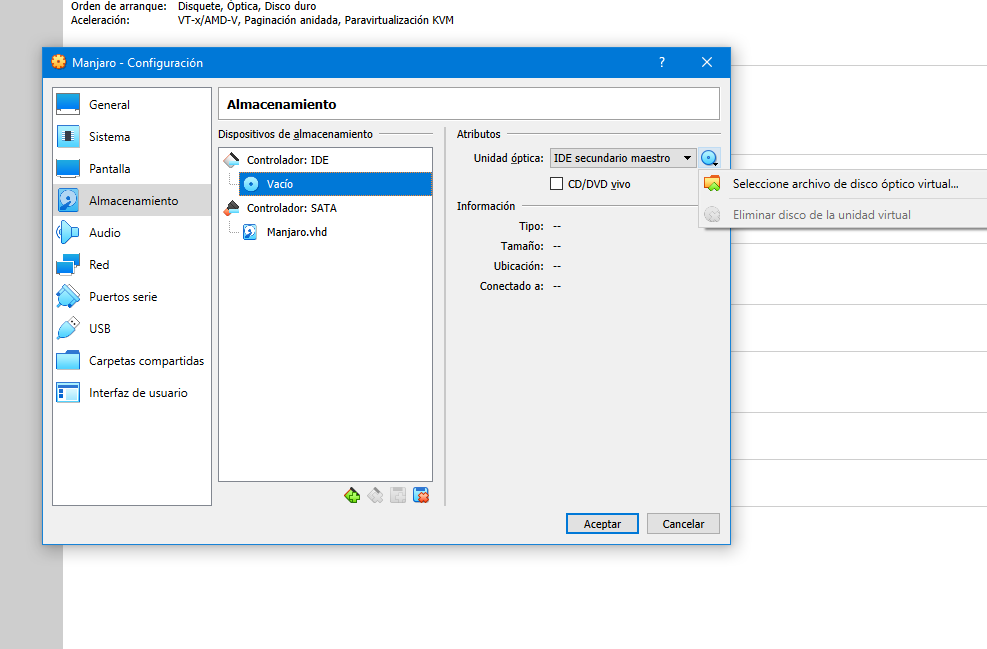 Orden de arranque: Disquete, Óptica, Disco duro
Aceleración: VT-x/AMD-V, Paginación anidada, Paravirtualización KVM
Manjaro - Configuración ?
General
Sistema
Pantalla
Almacenamiento
Audio
Red
Puertos serie
USB
Carpetas compartidas
Interfaz de usuario
Almacenamiento
Dispositivos de almacenamiento
Controlador: IDE
Vacío
Controlador: SATA
Manjaro.vhd
Atributos
Unidad óptica: IDE secundario maestro
CD/DVD vivo
Información
Tipo: --
Tamaño: --
Ubicación: --
Conectado a: --
Seleccione archivo de disco óptico virtual...
Eliminar disco de la unidad virtual
Aceptar Cancelar